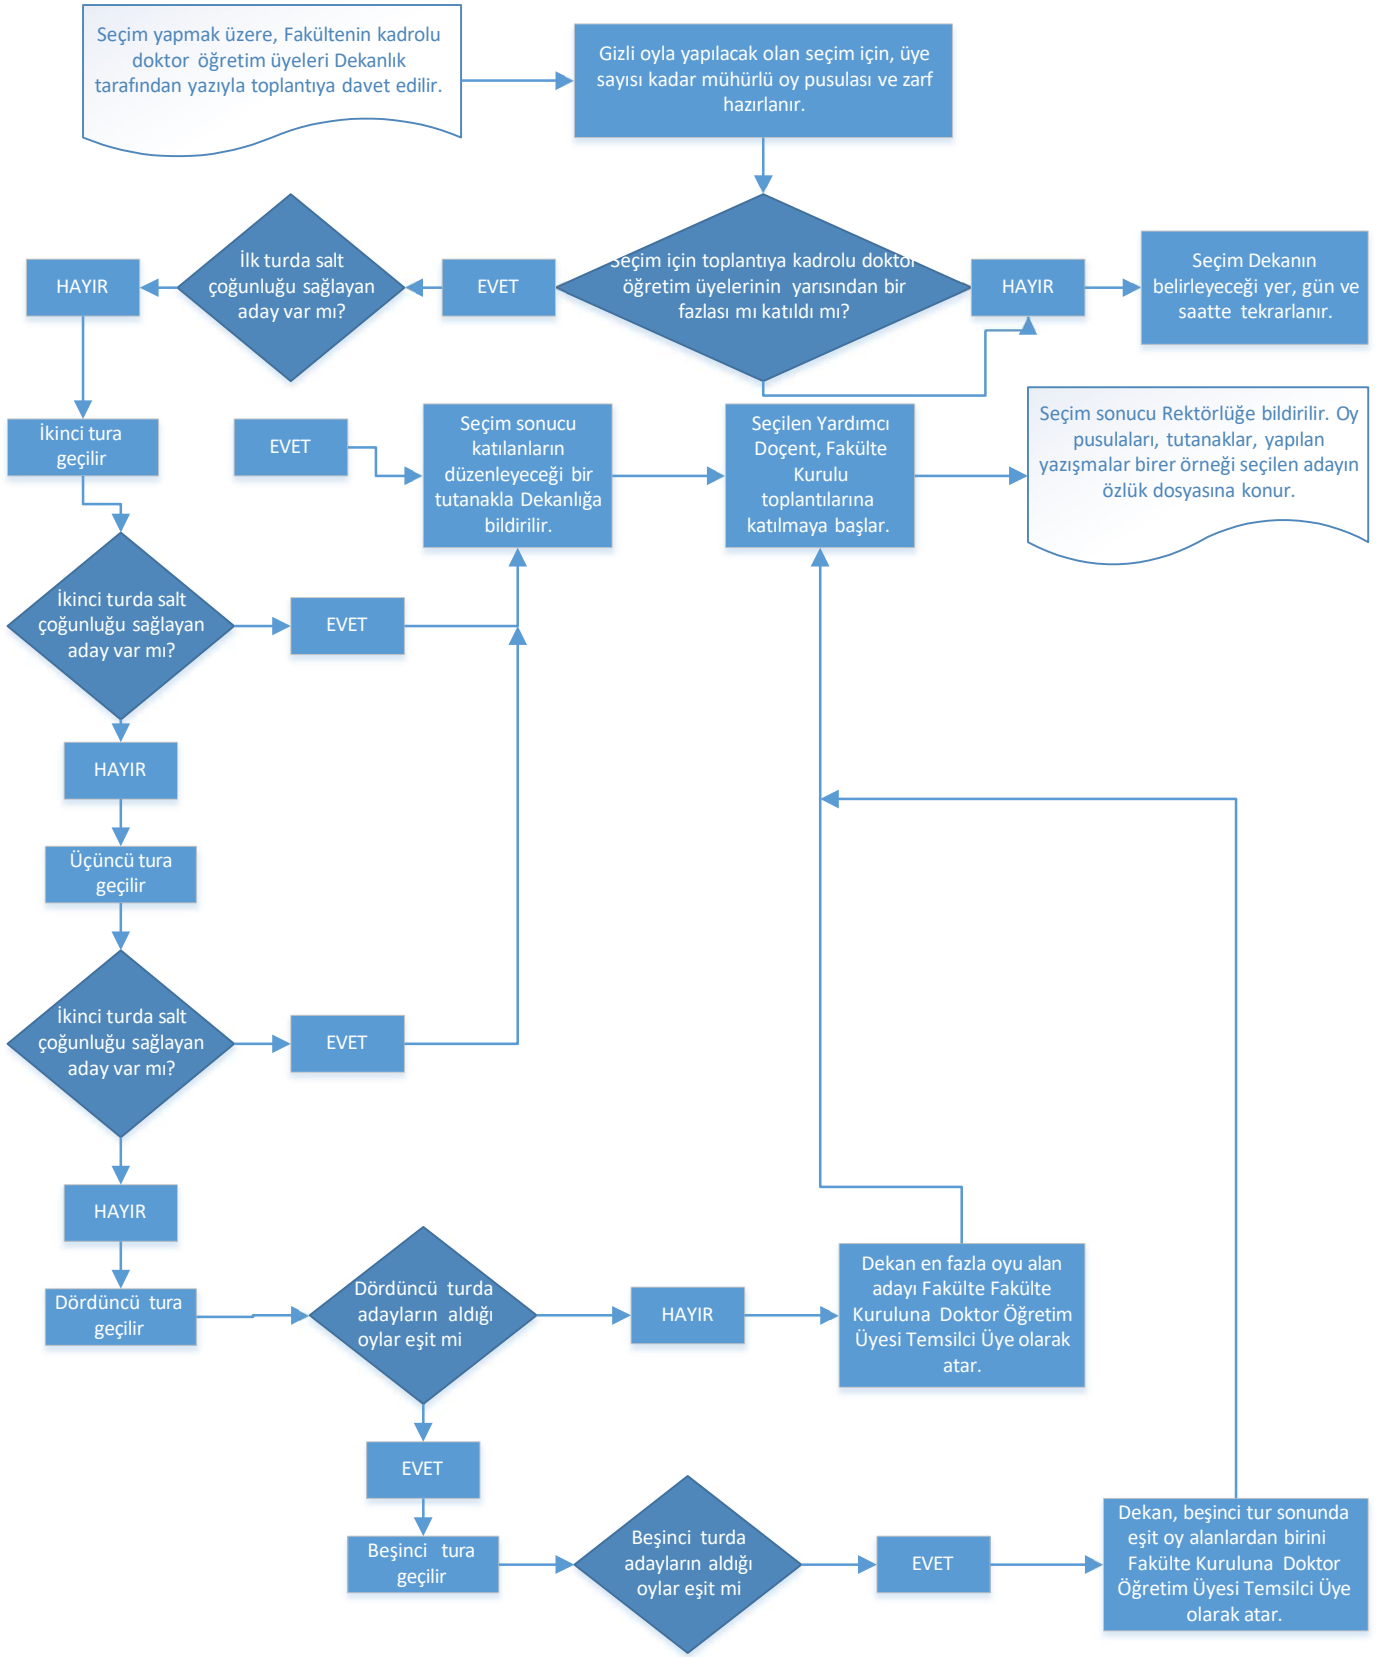 Seçim yapmak üzere, Fakültenin kadrolu
doktor öğretim üyeleri Dekanlık
tarafından yazıyla toplantıya davet edilir.
Gizli oyla yapılacak olan seçim için, üye
sayısı kadar mühürlü oy pusulası ve zarf
hazırlanır.
İlk turda salt
çoğunluğu sağlayan
aday var mı?
HAYIR
EVET
Seçim için toplantıya kadrolu doktor
öğretim üyelerinin yarısından bir
fazlası mı katıldı mı?
HAYIR
Seçim Dekanın
belirleyeceği yer, gün ve
saatte tekrarlanır.
İkinci tura
geçilir
EVET
Seçim sonucu
katılanların
düzenleyeceği bir
tutanakla Dekanlığa
bildirilir.
Seçilen Yardımcı
Doçent, Fakülte
Kurulu
toplantılarına
katılmaya başlar.
Seçim sonucu Rektörlüğe bildirilir. Oy
pusulaları, tutanaklar, yapılan
yazışmalar birer örneği seçilen adayın
özlük dosyasına konur.
İkinci turda salt
çoğunluğu sağlayan
aday var mı?
EVET
HAYIR
Üçüncü tura
geçilir
İkinci turda salt
çoğunluğu sağlayan
aday var mı?
EVET
HAYIR
Dördüncü tura
geçilir
Dördüncü turda
adayların aldığı
oylar eşit mi
HAYIR
Dekan en fazla oyu alan
adayı Fakülte Fakülte
Kuruluna Doktor Öğretim
Üyesi Temsilci Üye olarak
atar.
EVET
Beşinci tura
geçilir
Beşinci turda
adayların aldığı
oylar eşit mi
EVET
Dekan, beşinci tur sonunda
eşit oy alanlardan birini
Fakülte Kuruluna Doktor
Öğretim Üyesi Temsilci Üye
olarak atar.